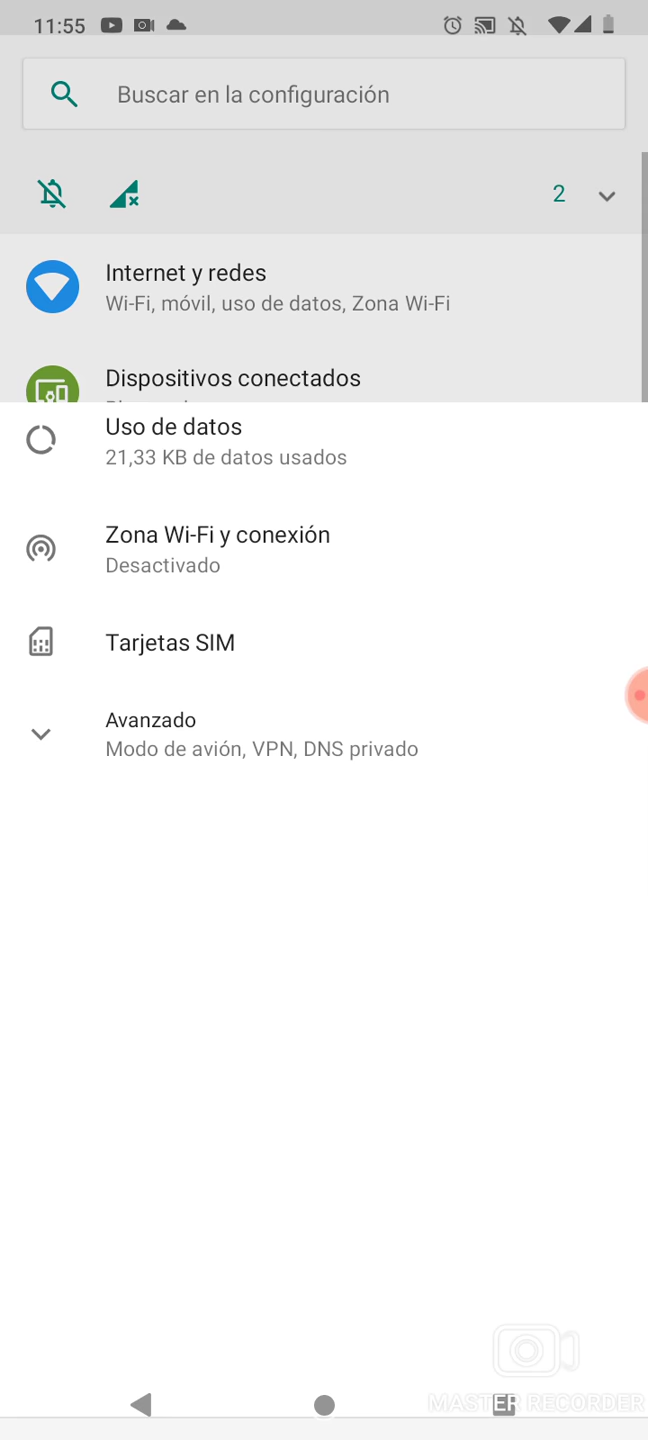 11:55
Buscar en la configuración
2
Internet y redes
Wi-Fi, móvil, uso de datos, Zona Wi-Fi
Dispositivos conectados
Uso de datos
21,33 KB de datos usados
Zona Wi-Fi y conexión
Desactivado
Tarjetas SIM
Avanzado
Modo de avión, VPN, DNS privado
MASTER RECORDER